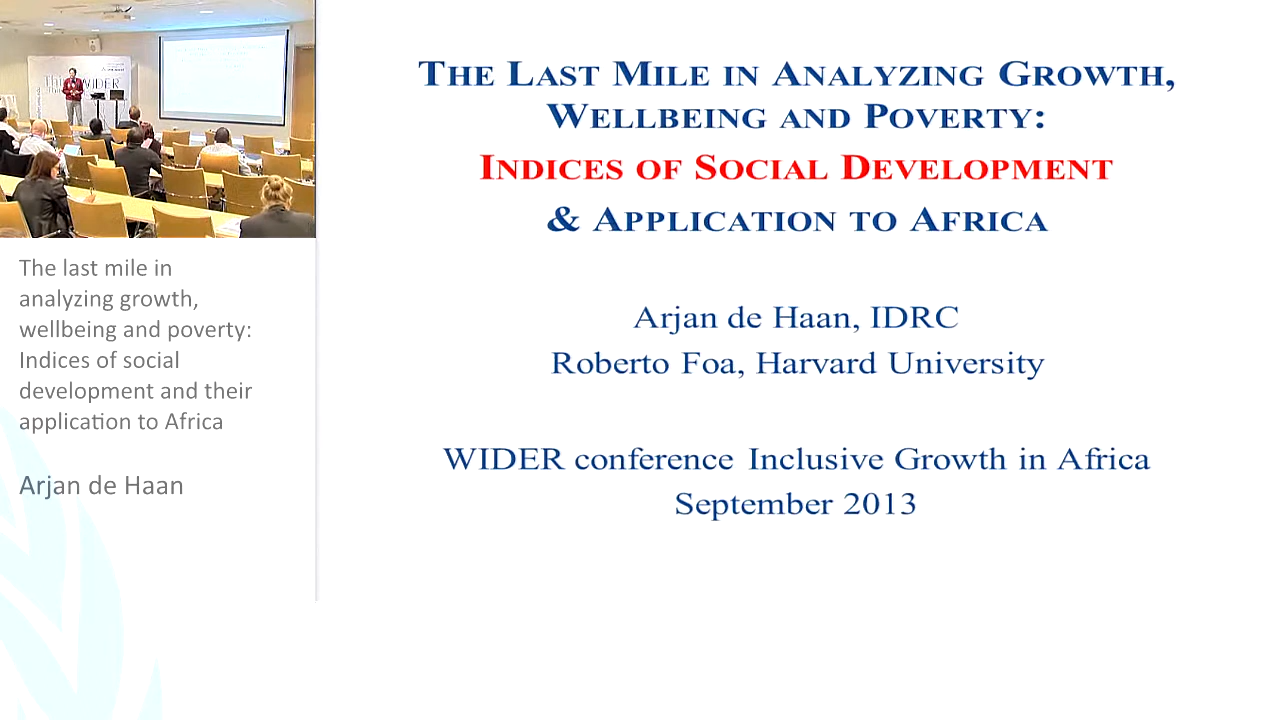 WIDER
THE LAST MILE IN ANALYZING GROWTH,
WELLBEING AND POVERTY:
INDICES OF SOCIAL DEVELOPMENT
& APPLICATION TO AFRICA
Arjan de Haan, IDRC
Roberto Foa, Harvard University
WIDER conference Inclusive Growth in Africa
September 2013
The last mile in
analyzing growth,
wellbeing and poverty:
Indices of social
development and their
application to Africa
Arjan de Haan